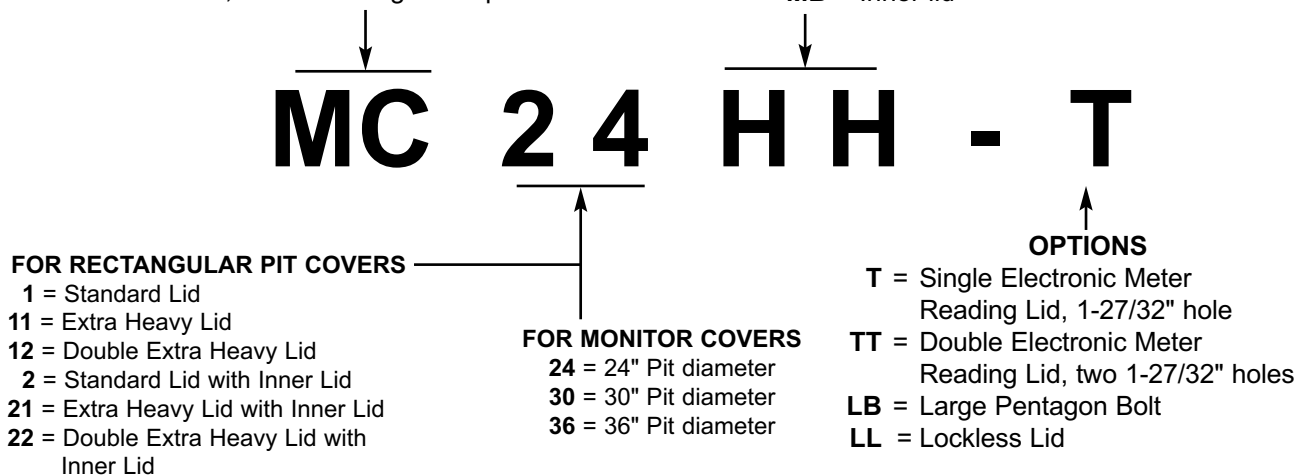 MC 24 HH - T
FOR RECTANGULAR PIT COVERS
1 = Standard Lid
11 = Extra Heavy Lid
12 = Double Extra Heavy Lid
2 = Standard Lid with Inner Lid
21 = Extra Heavy Lid with Inner Lid
22 = Double Extra Heavy Lid with
Inner Lid
FOR MONITOR COVERS
24 = 24" Pit diameter
30 = 30" Pit diameter
36 = 36" Pit diameter
OPTIONS
T = Single Electronic Meter
Reading Lid, 1-27/32" hole
TT = Double Electronic Meter
Reading Lid, two 1-27/32" holes
LB = Large Pentagon Bolt
LL = Lockless Lid